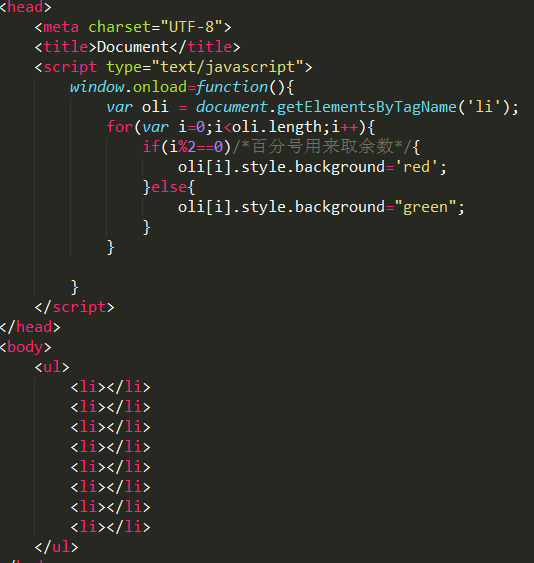 <head>
    <meta charset="UTF-8">
    <title>Document</title>
    <script type="text/javascript">
        window.onload=function(){
            var oli = document.getElementsByTagName('li');
            for(var i=0;i<oli.length;i++){
                if(i%2==0)/*百分号用来取余数*/{
                    oli[i].style.background='red';
                }else{
                    oli[i].style.background="green";
                }
            }

        }
    </script>
</head>
<body>
    <ul>
        <li></li>
        <li></li>
        <li></li>
        <li></li>
        <li></li>
        <li></li>
        <li></li>
        <li></li>
    </ul>